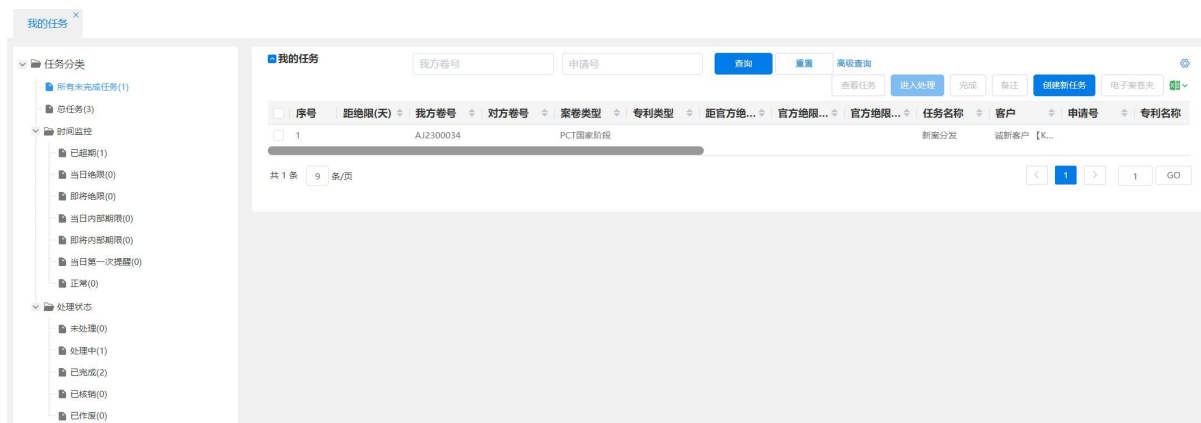 我的任务
任务分类
所有未完成任务(1)
总任务(3)
时间监控
已超期(1)
当日绝限(0)
即将绝限(0)
当日内部期限(0)
即将内部期限(0)
当日第一次提醒(0)
正常(0)
处理状态
未处理(0)
处理中(1)
已完成(2)
已核销(0)
已作废(0)
我的任务 我方卷号 申请号 查询 重置 高级查询
查看任务 进入处理 完成 备注 创建新任务 电子案卷夹
序号 距绝限(天) 我方卷号 对方卷号 案卷类型 专利类型 距官方绝... 官方绝限... 官方绝限... 任务名称 客户 申请号 专利名称
1 AJ2300034 PCT国家阶段 新案分发 诚新客户 【K...
共 1 条 9 条/页 1 1 GO